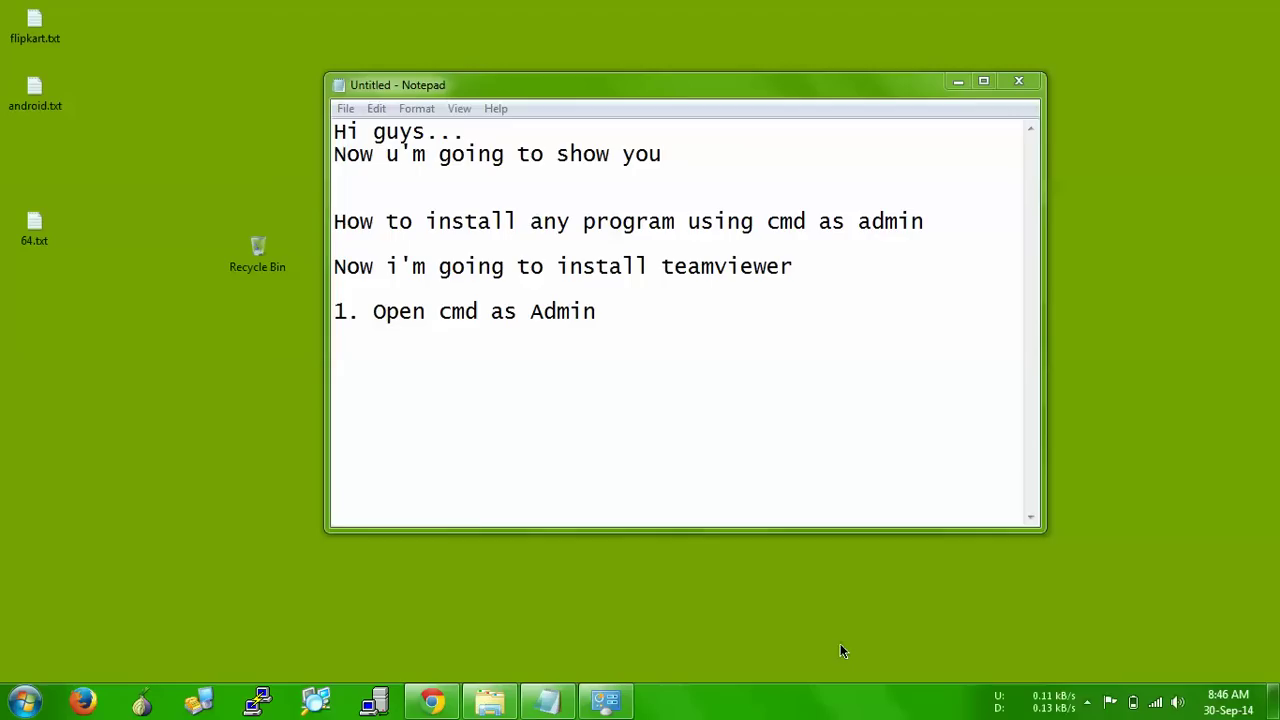 flipkart.txt
android.txt
64.txt
Recycle Bin
Untitled - Notepad
File Edit Format View Help
Hi guys...
Now u'm going to show you
How to install any program using cmd as admin
Now i'm going to install teamviewer
1. Open cmd as Admin
U: 0.11 kB/s
D: 0.13 kB/s
8:46 AM
30-Sep-14